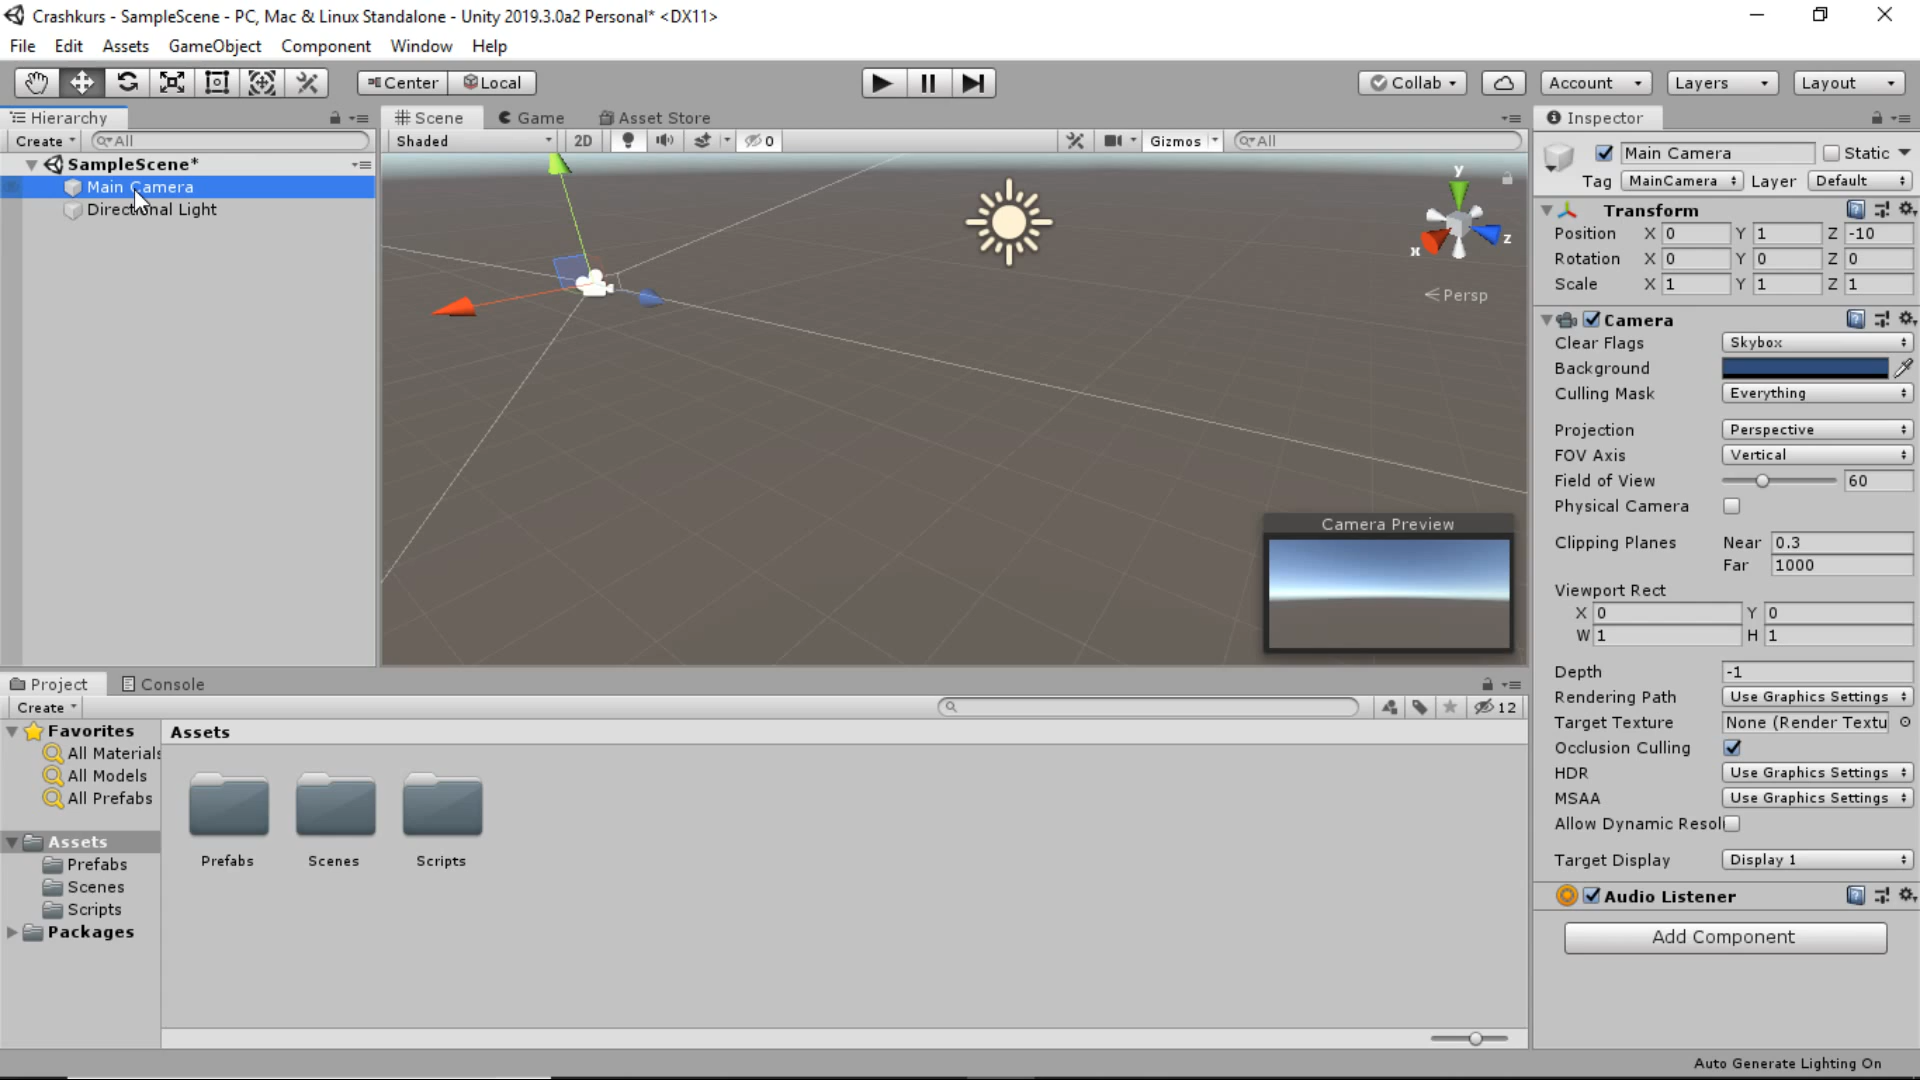 Crashkurs - SampleScene - PC, Mac & Linux Standalone - Unity 2019.3.0a2 Personal* <DX11>
File Edit Assets GameObject Component Window Help
Center Local Collab Account Layers Layout
Hierarchy
Create All
SampleScene*
Main Camera
Directional Light
Scene Game Asset Store
Shaded 2D 0 Gizmos All
y
x
z
Persp
Camera Preview
Inspector
Main Camera Static
Tag MainCamera Layer Default
Transform
Position X 0 Y 1 Z -10
Rotation X 0 Y 0 Z 0
Scale X 1 Y 1 Z 1
Camera
Clear Flags Skybox
Background
Culling Mask Everything
Projection Perspective
FOV Axis Vertical
Field of View 60
Physical Camera
Clipping Planes Near 0.3
Far 1000
Viewport Rect
X 0 Y 0
W 1 H 1
Depth -1
Rendering Path Use Graphics Settings
Target Texture None (Render Textu
Occlusion Culling
HDR Use Graphics Settings
MSAA Use Graphics Settings
Allow Dynamic Resol
Target Display Display 1
Audio Listener
Add Component
Project Console
Create 12
Favorites
All Materials
All Models
All Prefabs
Assets
Prefabs
Scenes
Scripts
Packages
Assets
Prefabs Scenes Scripts
Auto Generate Lighting On